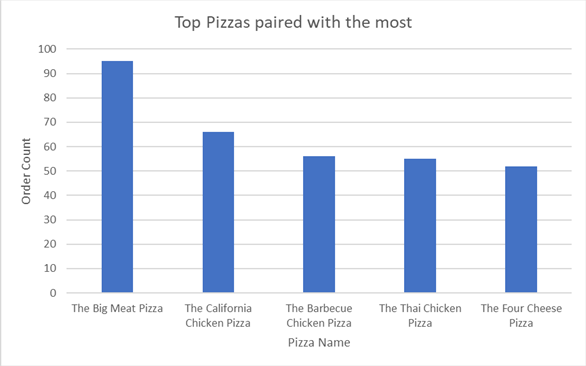 Top Pizzas paired with the most
Order Count
100
90
80
70
60
50
40
30
20
10
0
The Big Meat Pizza
The California
Chicken Pizza
The Barbecue
Chicken Pizza
The Thai Chicken
Pizza
The Four Cheese
Pizza
Pizza Name